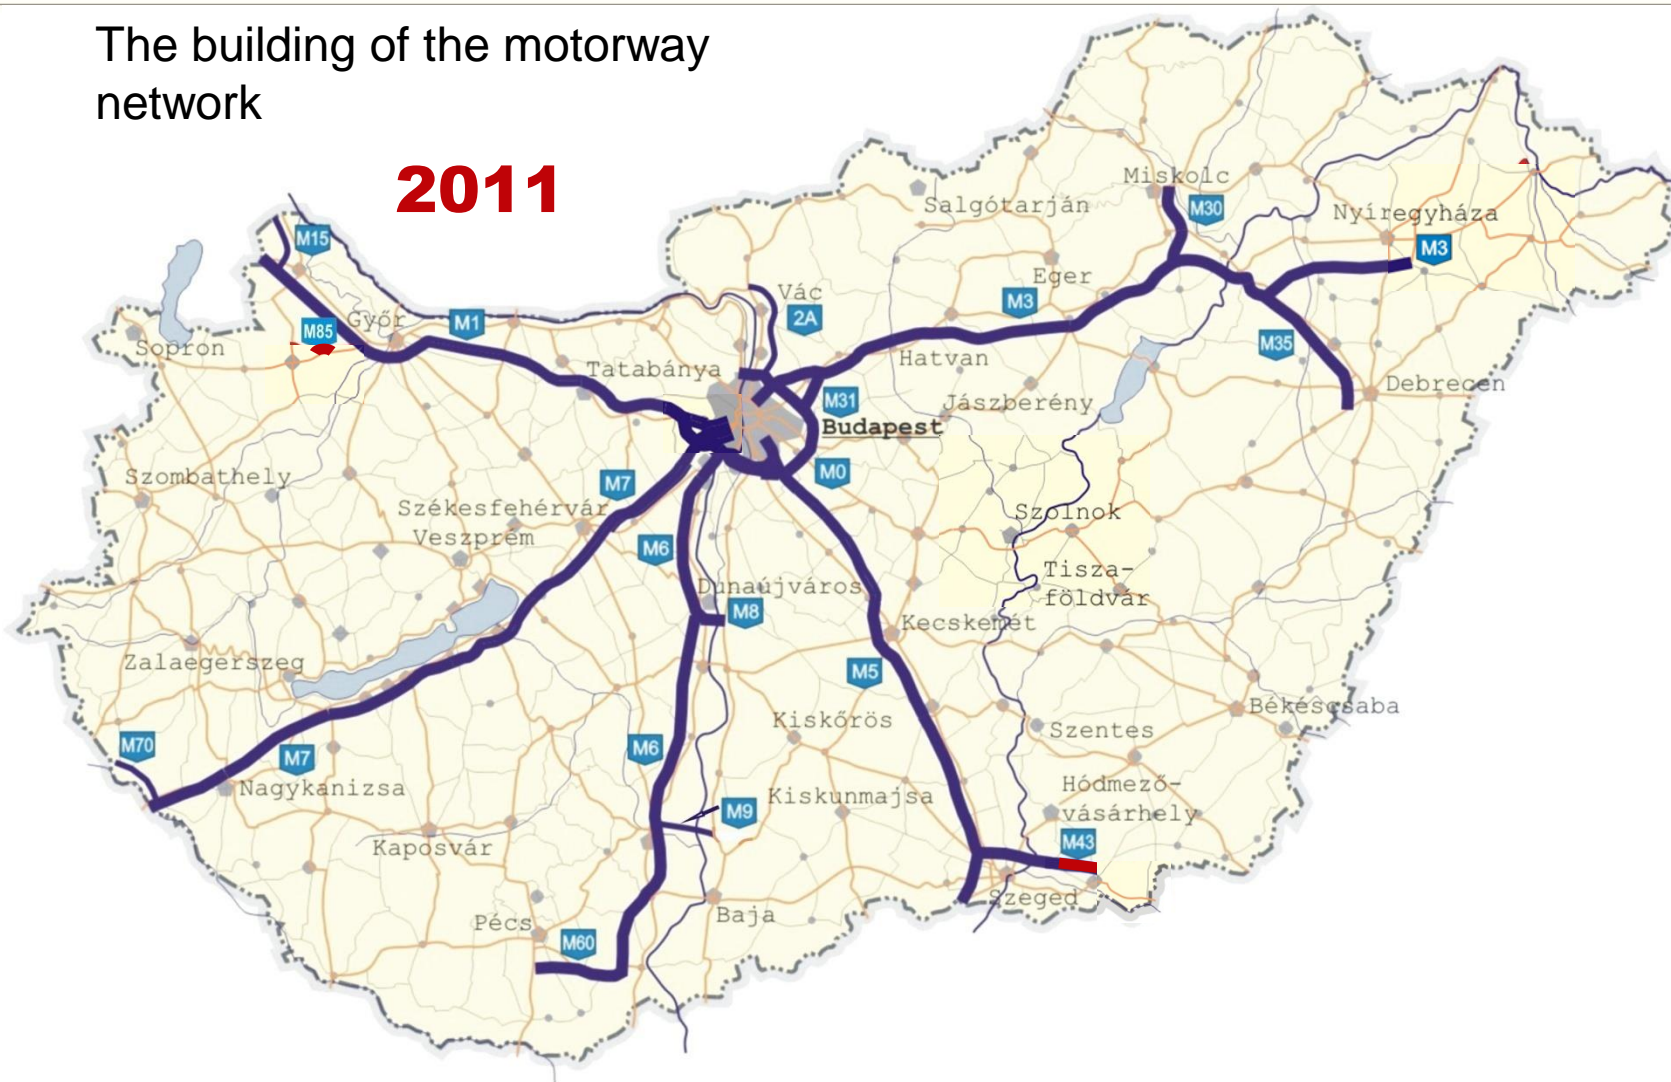 The building of the motorway
network
2011
Miskolc
M30
Salgótarján
Nyíregyháza
M3
M15
Eger
Vác
M3
2A
M85
Győr
M1
Sopron
Tatabánya
Hatvan
M35
Debrecen
M31
Jászberény
Budapest
M0
Szombathely
M7
Székesfehérvár
Szolnok
Veszprém
M6
Tisza-
földvár
Dunaújváros
M8
Kecskemét
Zalaegerszeg
M5
Békéscsaba
Kiskőrös
Szentes
M70
M7
M6
Nagykanizsa
Hódmező-
vásárhely
Kiskunmajsa
M9
M43
Kaposvár
Szeged
Baja
Pécs
M60